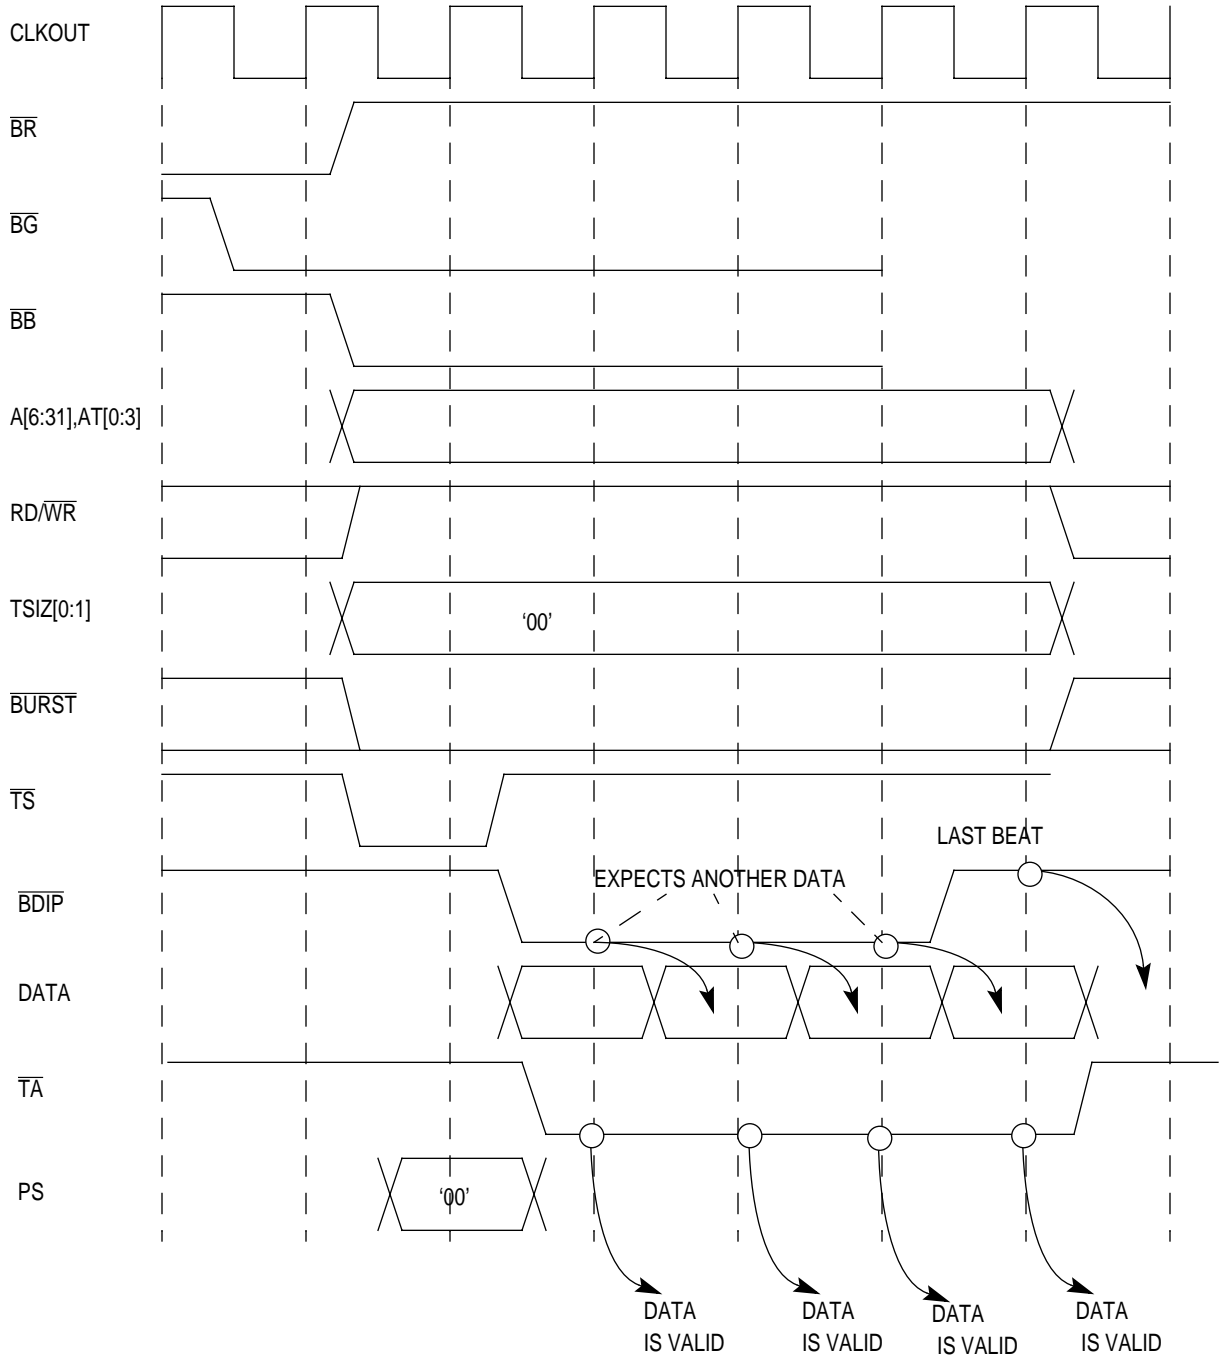 CLKOUT
BR
BG
BB
A[6:31],AT[0:3]
RD/WR
TSIZ[0:1]
‘00’
BURST
TS
LAST BEAT
EXPECTS ANOTHER DATA
BDIP
DATA
TA
PS
‘00’
DATA
IS VALID
DATA
IS VALID
DATA
IS VALID
DATA
IS VALID